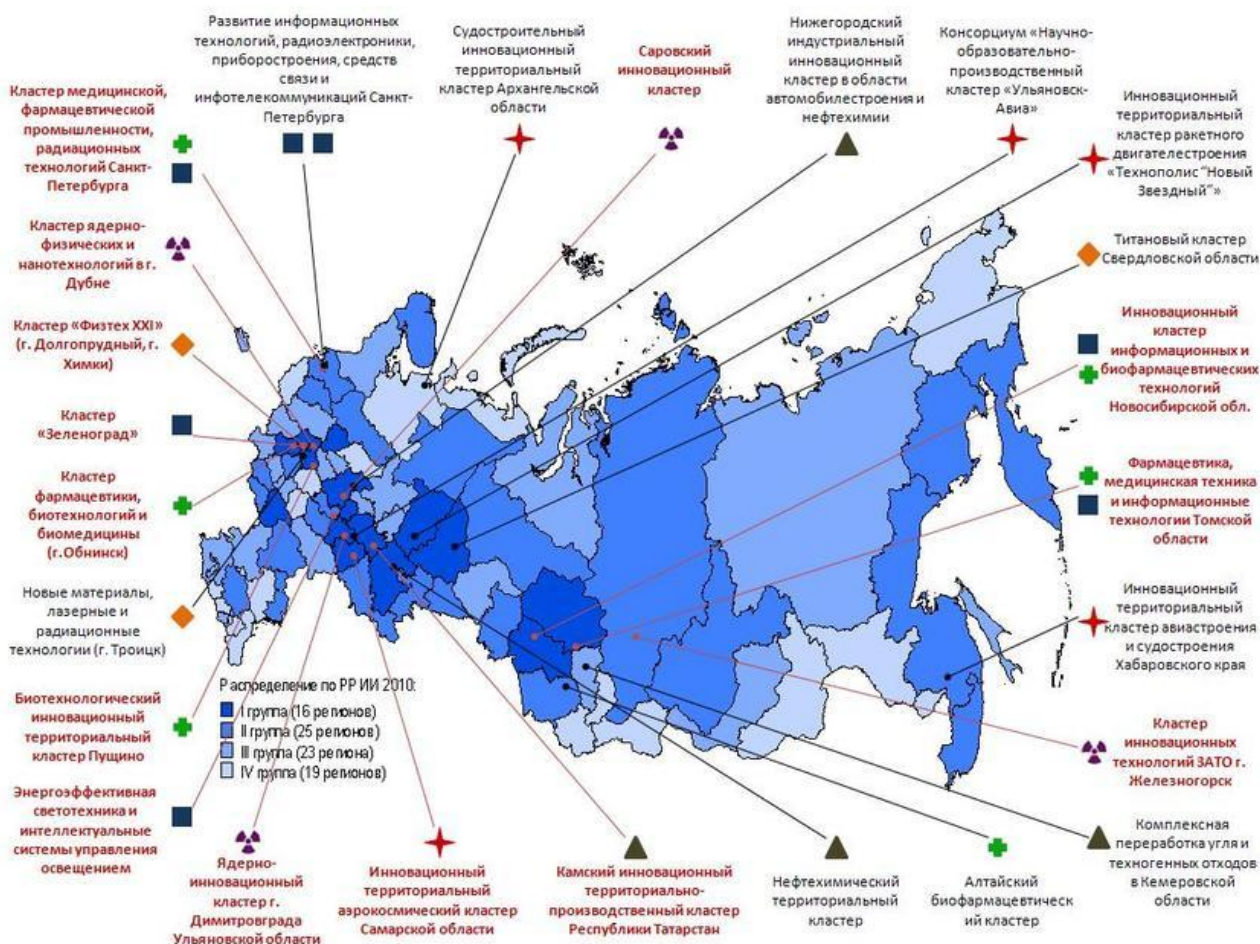 Развитие информационных
технологий, радиоэлектроники,
приборостроения, средств
связи и
инфотелекоммуникаций Санкт-
Петербурга
Судостроительный
инновационный
территориальный
кластер Архангельской
области
Саровский
инновационный
кластер
Нижегородский
индустриальный
инновационный
кластер в области
автомобилестроения и
нефтехимии
Консорциум «Научно-
образовательно-
производственный
кластер «Ульяновск-
Авиа»
Инновационный
территориальный
кластер ракетного
двигателестроения
«Технополис "Новый
Звездный"»
Титановый кластер
Свердловской области
Инновационный
кластер
информационных и
биофармацевтических
технологий
Новосибирской обл.
Фармацевтика,
медицинская техника
и информационные
технологии Томской
области
Инновационный
территориальный
кластер авиастроения
и судостроения
Хабаровского края
Кластер
инновационных
технологий ЗАТО г.
Железногорск
Комплексная
переработка угля и
техногенных отходов
в Кемеровской
области
Кластер медицинской,
фармацевтической
промышленности,
радиационных
технологий Санкт-
Петербурга
Кластер ядерно-
физических и
нанотехнологий в г.
Дубне
Кластер «Физтех XXI»
(г. Долгопрудный, г.
Химки)
Кластер
«Зеленоград»
Кластер
фармацевтики,
биотехнологий и
биомедицины
(г.Обнинск)
Новые материалы,
лазерные и
радиационные
технологии (г. Троицк)
Биотехнологический
инновационный
территориальный
кластер Пущино
Энергоэффективная
светотехника и
интеллектуальные
системы управления
освещением
Распределение по РР ИИ 2010:
I группа (16 регионов)
II группа (25 регионов)
III группа (23 региона)
IV группа (19 регионов)
Ядерно-
инновационный
кластер г.
Димитровграда
Ульяновской области
Инновационный
территориальный
аэрокосмический кластер
Самарской области
Камский инновационный
территориально-
производственный кластер
Республики Татарстан
Нефтехимический
территориальный
кластер
Алтайский
биофармацевтичес
кий кластер